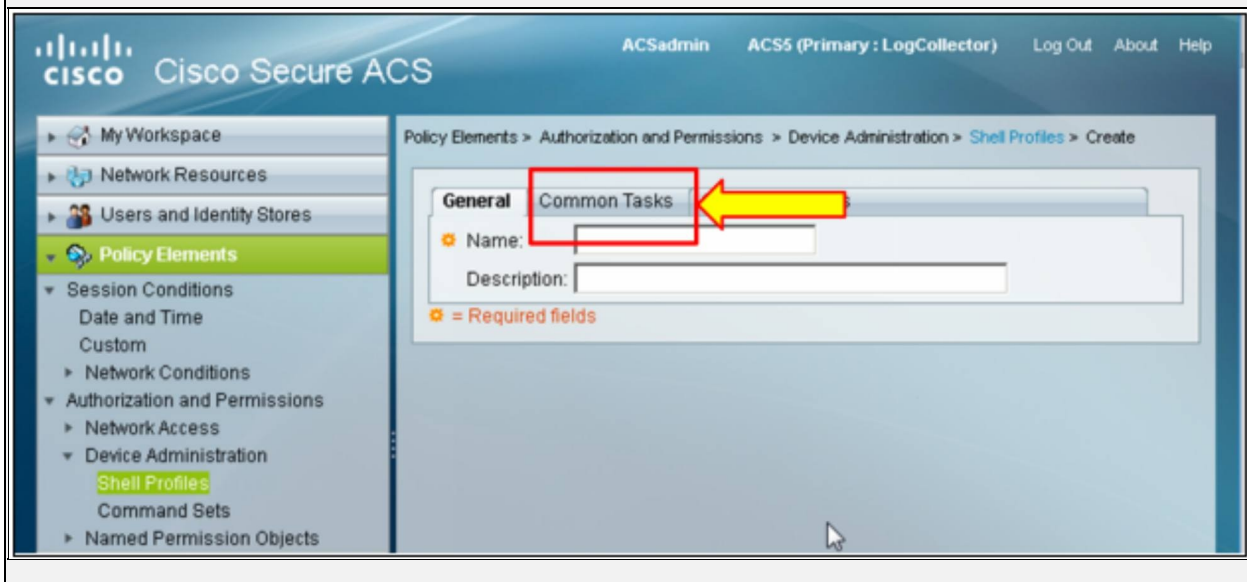 ACSadmin ACS5 (Primary : LogCollector) Log Out About Help
CISCO Cisco Secure ACS
My Workspace
Network Resources
Users and Identity Stores
Policy Elements
Session Conditions
Date and Time
Custom
Network Conditions
Authorization and Permissions
Network Access
Device Administration
Shell Profiles
Command Sets
Named Permission Objects
Policy Elements > Authorization and Permissions > Device Administration > Shell Profiles > Create
General Common Tasks
Name:
Description:
= Required fields